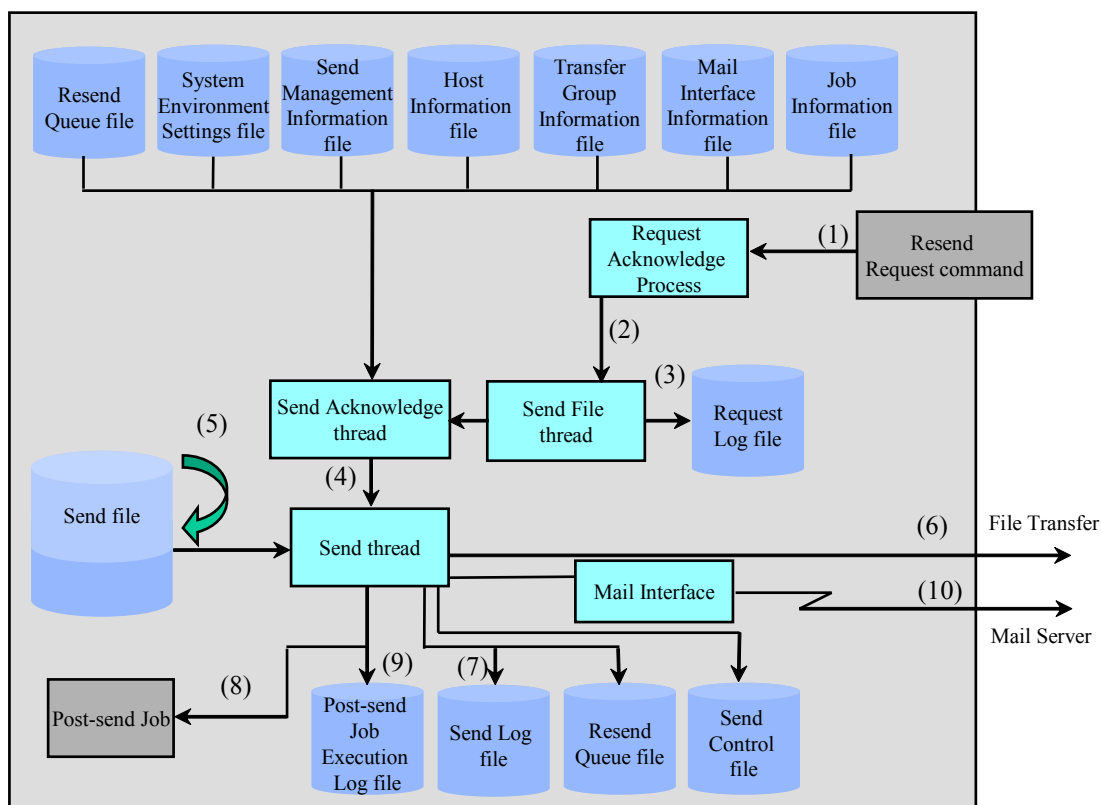 Resend
Queue file
System
Environment
Settings file
Send
Management
Information
file
Host
Information
file
Transfer
Group
Information
file
Mail
Interface
Information
file
Job
Information
file
Request
Acknowledge
Process
(1)
Resend
Request command
(2)
Send Acknowledge
thread
Send File
thread
(3)
Request
Log file
(5)
(4)
Send file
Send thread
(6)
File Transfer
Mail Interface
(10)
Mail Server
(8)
(9)
(7)
Post-send Job
Post-send
Job
Execution
Log file
Send Log
file
Resend
Queue file
Send
Control
file